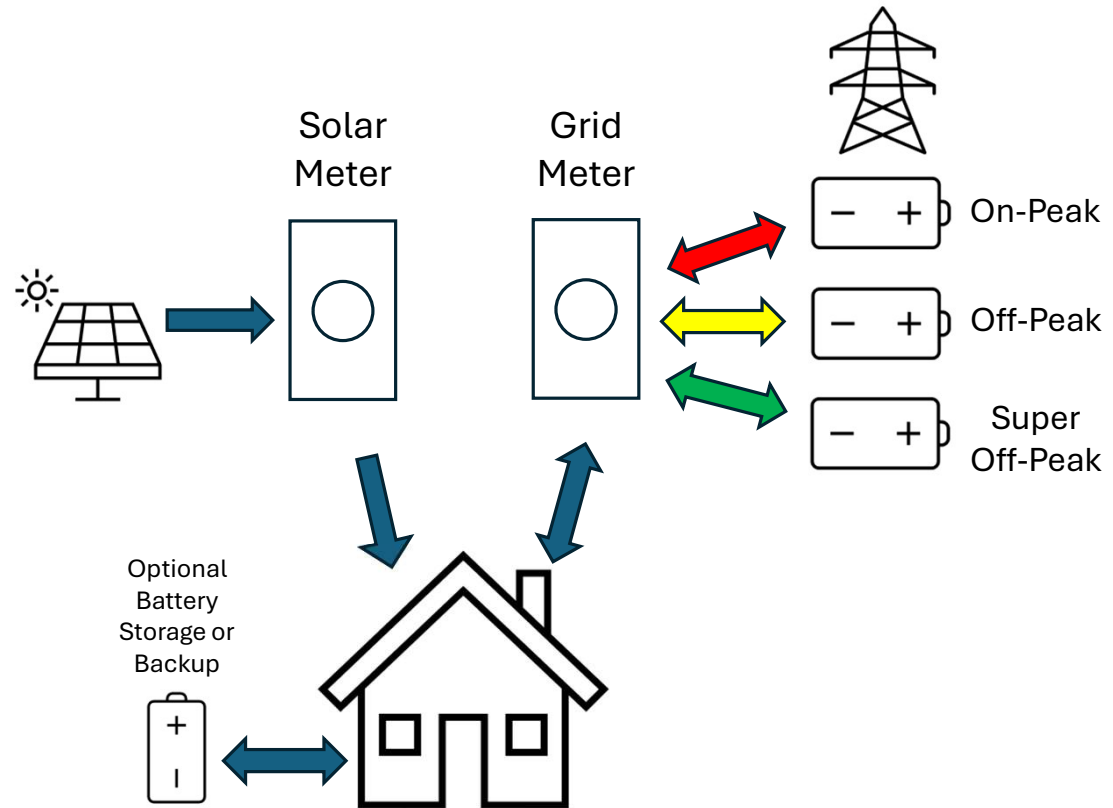 Solar
Meter
Grid
Meter
− +
On-Peak
− +
Off-Peak
− +
Super
Off-Peak
Optional
Battery
Storage or
Backup
+
−